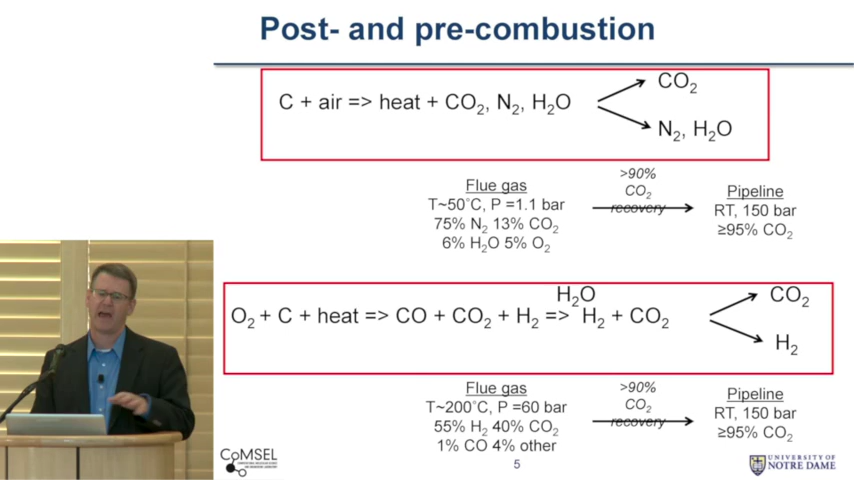 Post- and pre-combustion
C + air => heat + CO₂, N₂, H₂O
CO₂
N₂, H₂O
Flue gas
T~50°C, P =1.1 bar
75% N₂ 13% CO₂
6% H₂O 5% O₂
>90%
CO₂
recovery
Pipeline
RT, 150 bar
≥95% CO₂
H₂O
O₂ + C + heat => CO + CO₂ + H₂ => H₂ + CO₂
CO₂
H₂
Flue gas
T~200°C, P =60 bar
55% H₂ 40% CO₂
1% CO 4% other
>90%
CO₂
recovery
Pipeline
RT, 150 bar
≥95% CO₂
CoMSEL
5
UNIVERSITY OF
NOTRE DAME